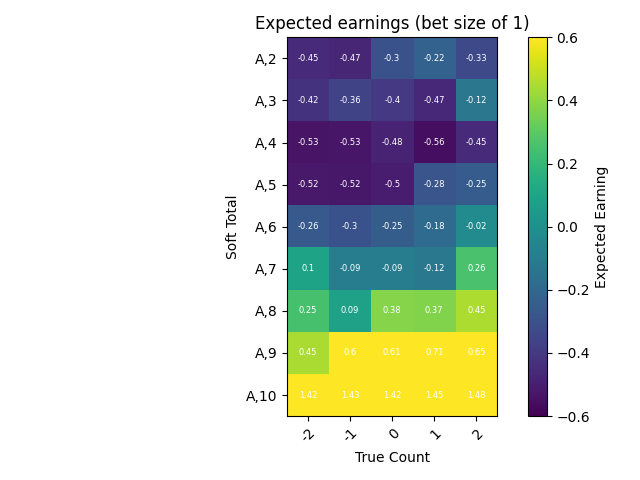 Expected earnings (bet size of 1)
A,2 -0.45 -0.47 -0.3 -0.22 -0.33
A,3 -0.42 -0.36 -0.4 -0.47 -0.12
A,4 -0.53 -0.53 -0.48 -0.56 -0.45
A,5 -0.52 -0.52 -0.5 -0.28 -0.25
A,6 -0.26 -0.3 -0.25 -0.18 -0.02
A,7 0.1 -0.09 -0.09 -0.12 0.26
A,8 0.25 0.09 0.38 0.37 0.45
A,9 0.45 0.6 0.61 0.71 0.65
A,10 1.42 1.43 1.42 1.45 1.48
-2 -1 0 1 2
True Count
Soft Total
0.6
0.4
0.2
0.0
−0.2
−0.4
−0.6
Expected Earning